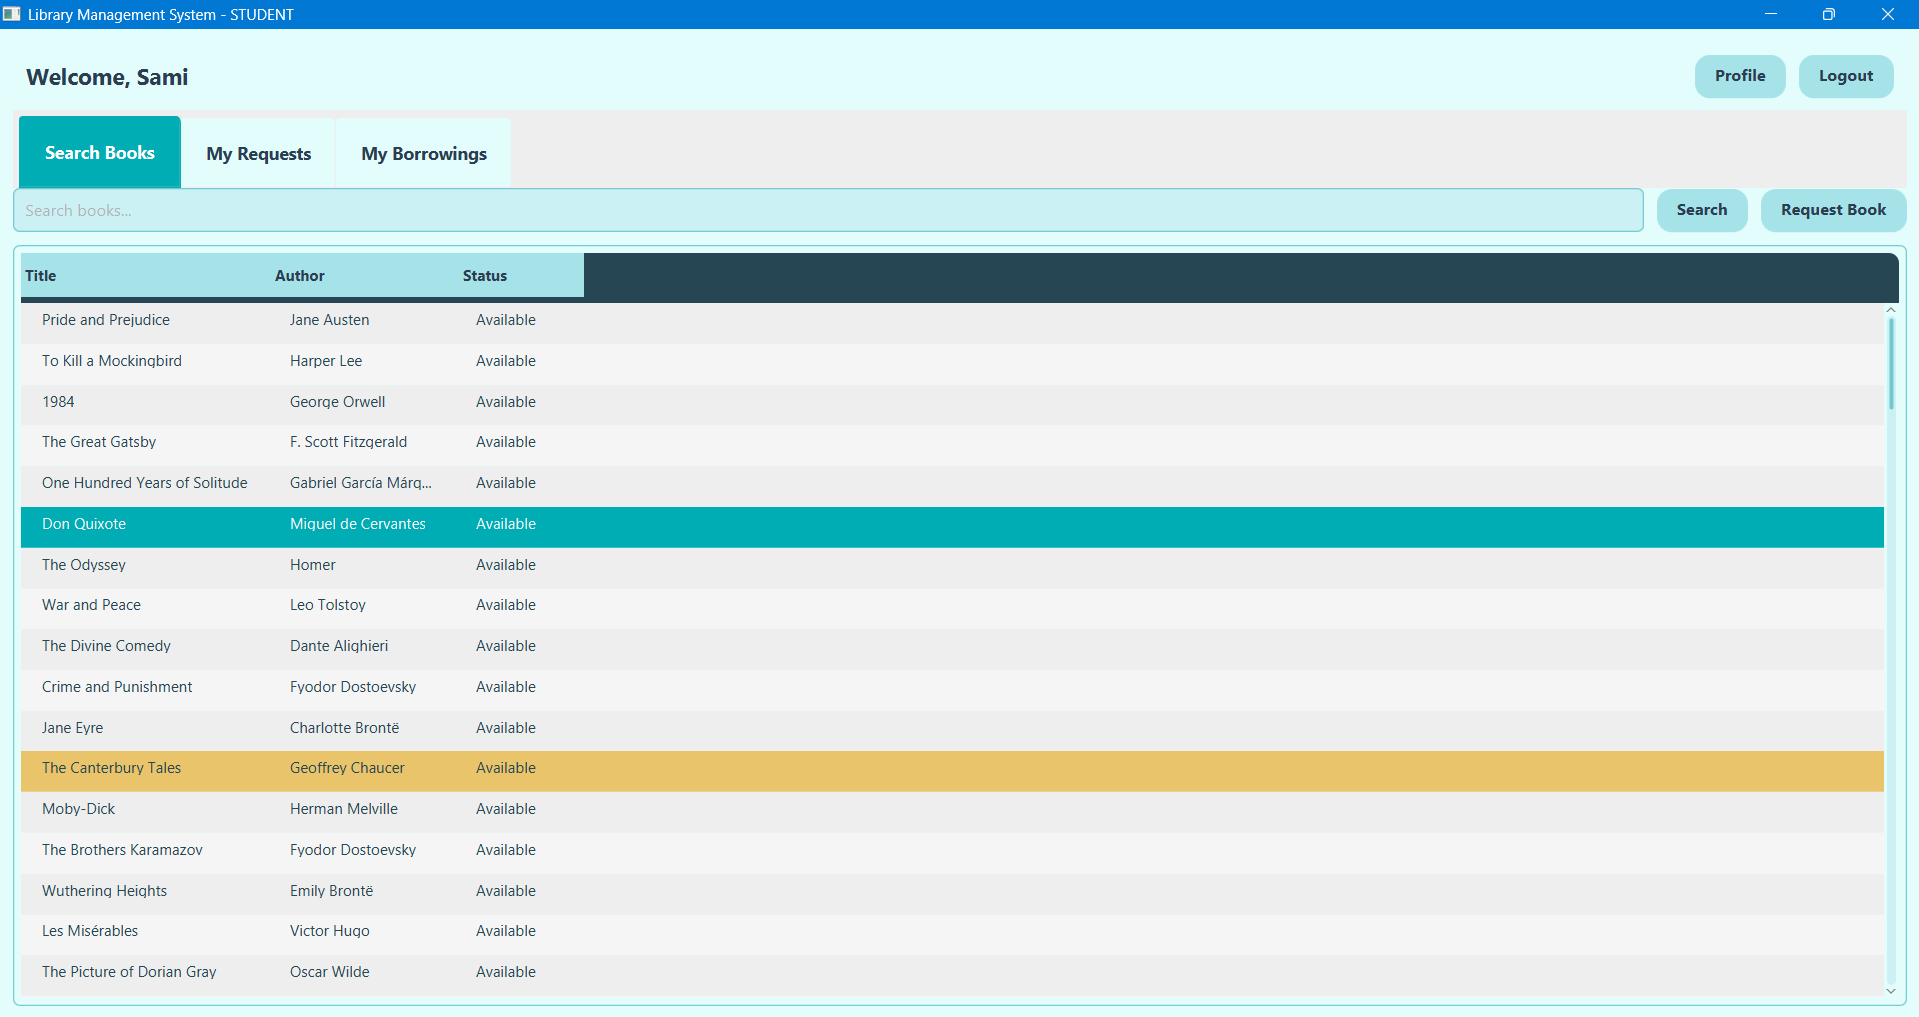 Library Management System - STUDENT
Welcome, Sami
Profile
Logout
Search Books
My Requests
My Borrowings
Search books...
Search
Request Book
Title Author Status
Pride and Prejudice Jane Austen Available
To Kill a Mockingbird Harper Lee Available
1984 George Orwell Available
The Great Gatsby F. Scott Fitzgerald Available
One Hundred Years of Solitude Gabriel García Márq... Available
Don Quixote Miguel de Cervantes Available
The Odyssey Homer Available
War and Peace Leo Tolstoy Available
The Divine Comedy Dante Alighieri Available
Crime and Punishment Fyodor Dostoevsky Available
Jane Eyre Charlotte Brontë Available
The Canterbury Tales Geoffrey Chaucer Available
Moby-Dick Herman Melville Available
The Brothers Karamazov Fyodor Dostoevsky Available
Wuthering Heights Emily Brontë Available
Les Misérables Victor Hugo Available
The Picture of Dorian Gray Oscar Wilde Available